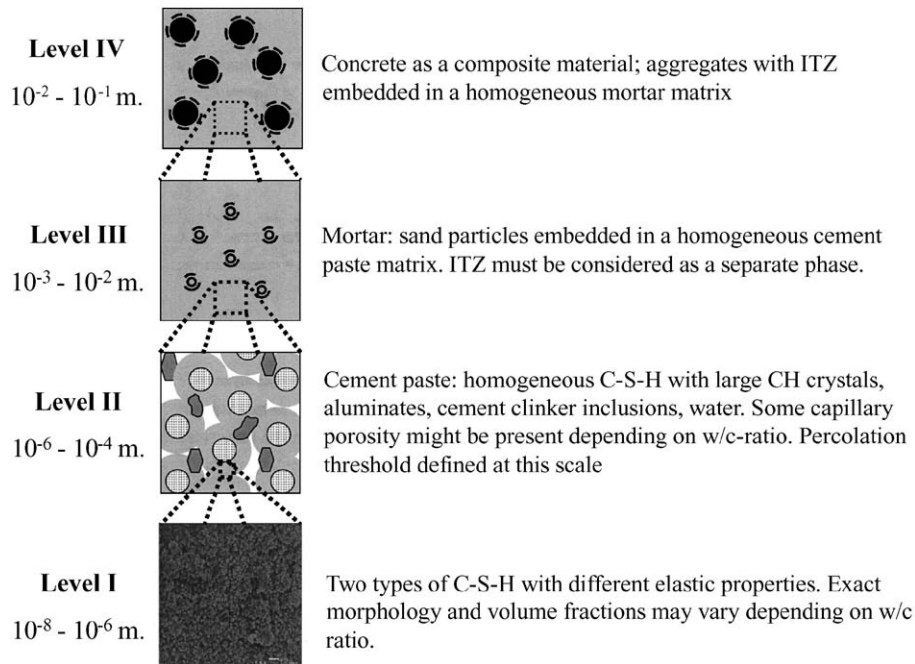 Level IV
10⁻² - 10⁻¹ m.
Concrete as a composite material; aggregates with ITZ
embedded in a homogeneous mortar matrix
Level III
10⁻³ - 10⁻² m.
Mortar: sand particles embedded in a homogeneous cement
paste matrix. ITZ must be considered as a separate phase.
Level II
10⁻⁶ - 10⁻⁴ m.
Cement paste: homogeneous C-S-H with large CH crystals,
aluminates, cement clinker inclusions, water. Some capillary
porosity might be present depending on w/c-ratio. Percolation
threshold defined at this scale
Level I
10⁻⁸ - 10⁻⁶ m.
Two types of C-S-H with different elastic properties. Exact
morphology and volume fractions may vary depending on w/c
ratio.